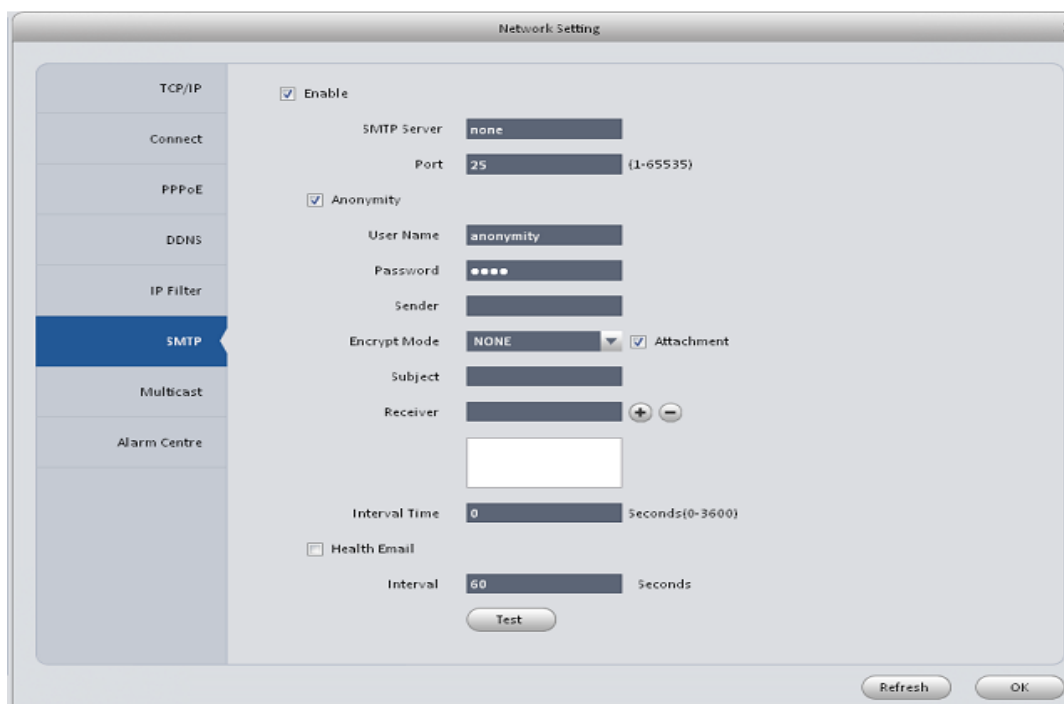 Network Setting
TCP/IP
Connect
PPPoE
DDNS
IP Filter
SMTP
Multicast
Alarm Centre
Enable
SMTP Server none
Port 25 (1-65535)
Anonymity
User Name anonymity
Password ●●●●
Sender
Encrypt Mode NONE Attachment
Subject
Receiver
Interval Time 0 Seconds(0-3600)
Health Email
Interval 60 Seconds
Test
Refresh OK